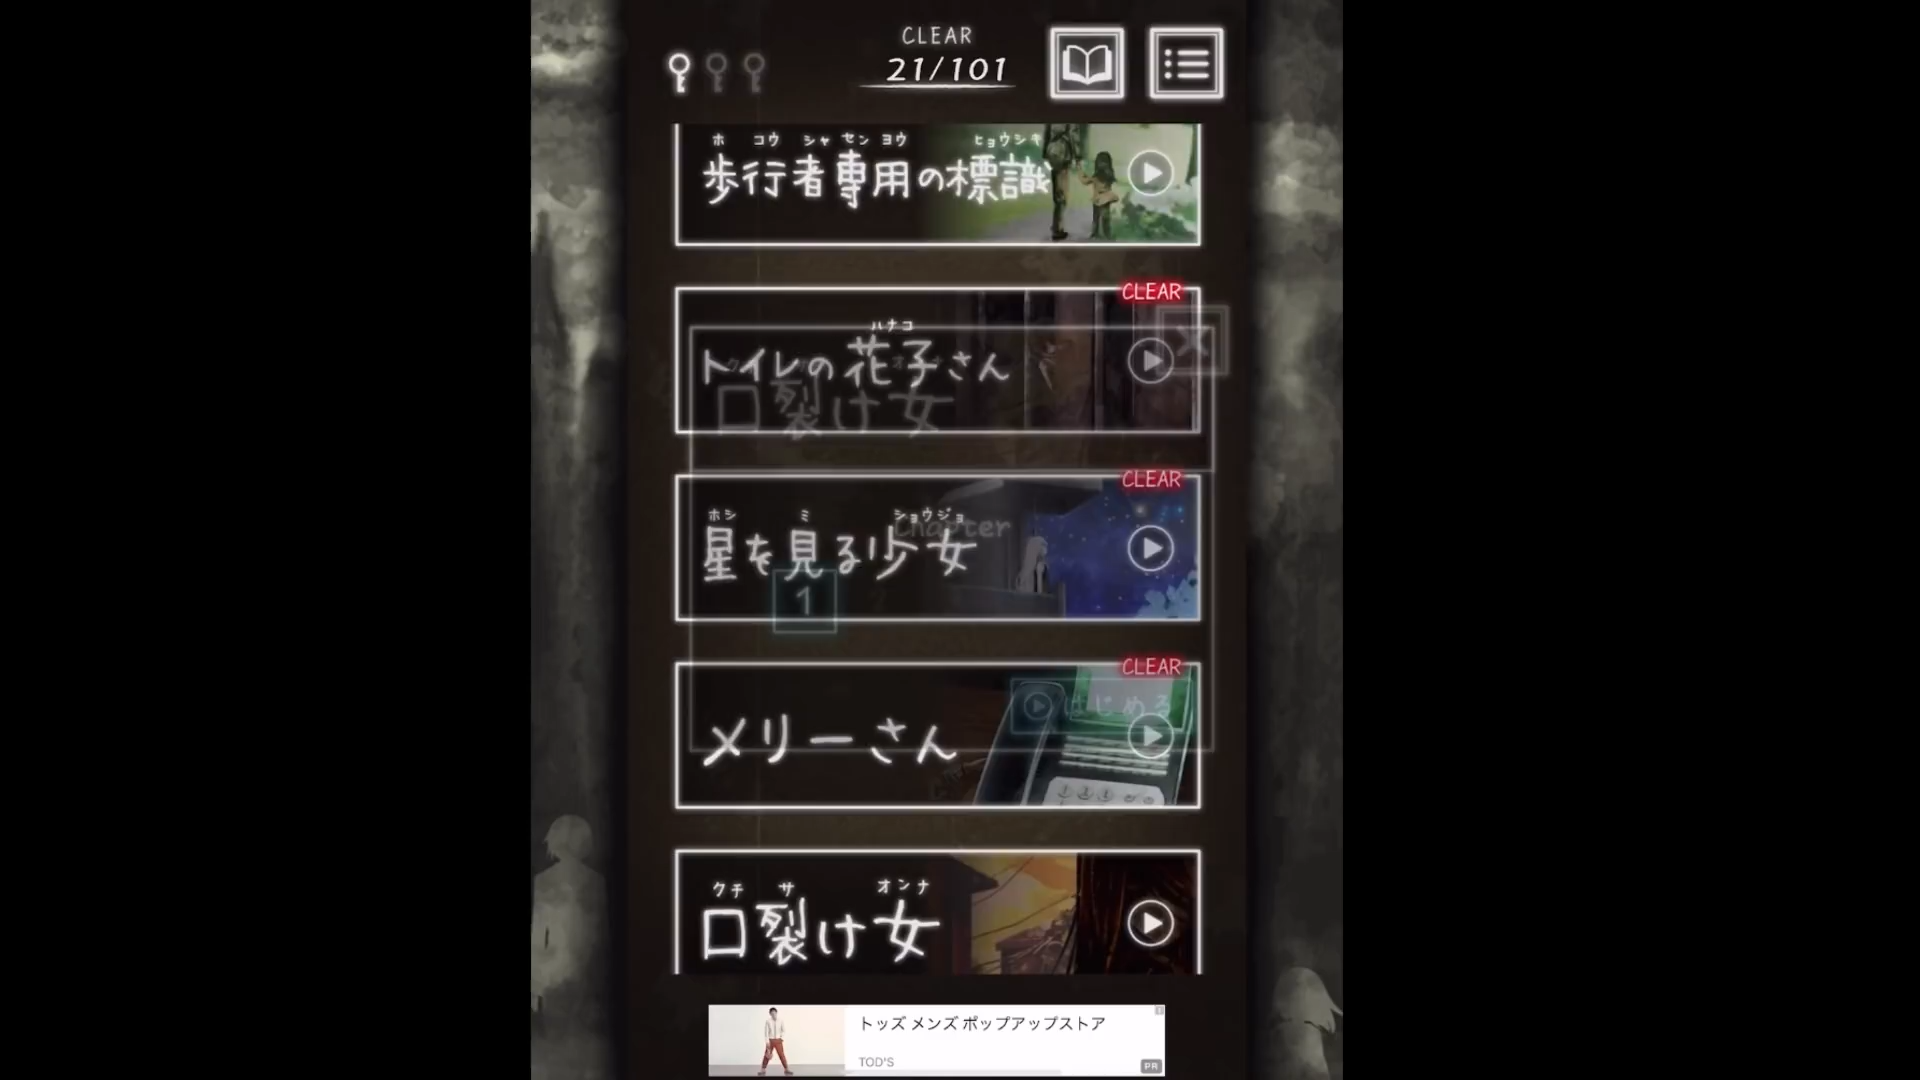 CLEAR
21/101
ホ コウ シャ セン ヨウ ヒョウシキ
歩行者専用の標識
CLEAR
ハナコ
トイレの花子さん
口裂け女
CLEAR
ホシ ミ ショウジョ
Chapter
星を見る少女
1 2
CLEAR
はじめる
メリーさん
クチ サ オンナ
口裂け女
トッズ メンズ ポップアップストア
TOD'S
PR